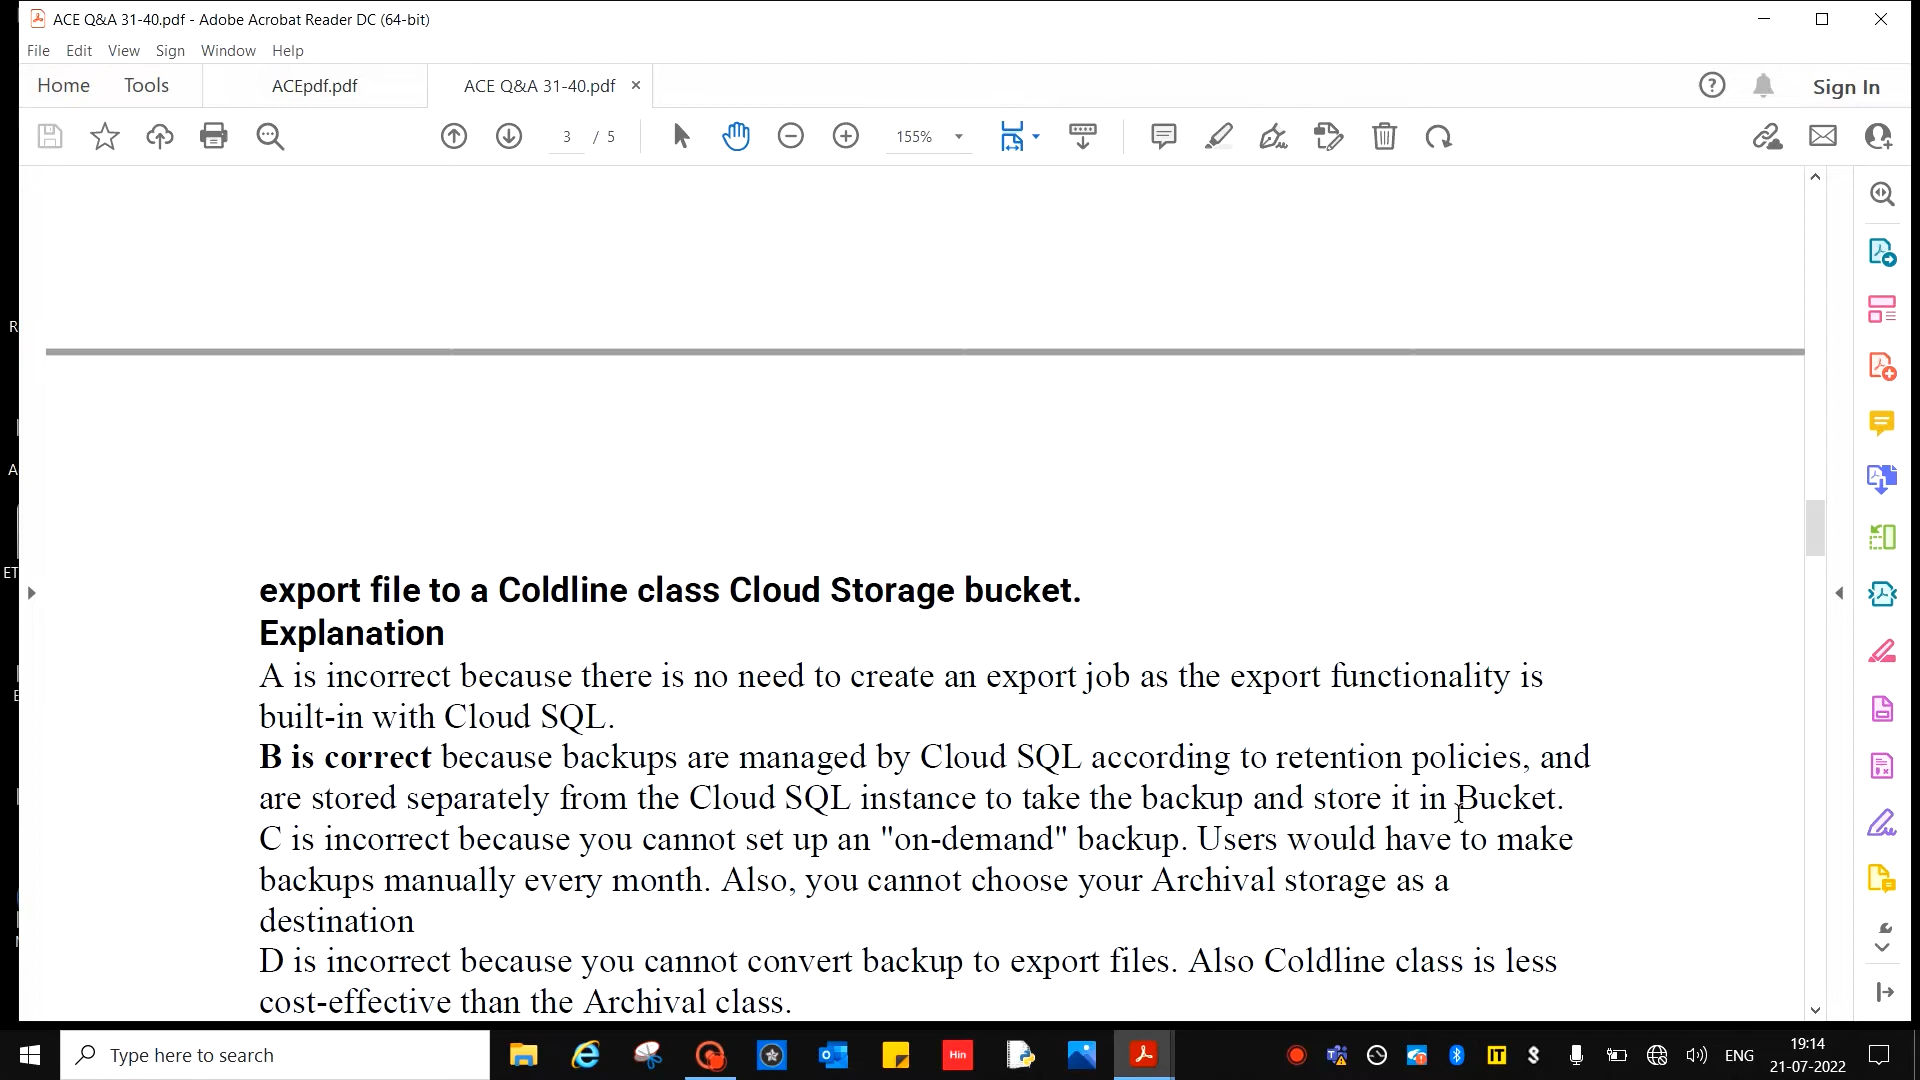 ACE Q&A 31-40.pdf - Adobe Acrobat Reader DC (64-bit)
File Edit View Sign Window Help
Home Tools ACEpdf.pdf ACE Q&A 31-40.pdf × Sign In
3 / 5 155%
R
A
ET
export file to a Coldline class Cloud Storage bucket.
Explanation
A is incorrect because there is no need to create an export job as the export functionality is
built-in with Cloud SQL.
B is correct because backups are managed by Cloud SQL according to retention policies, and
are stored separately from the Cloud SQL instance to take the backup and store it in Bucket.
C is incorrect because you cannot set up an "on-demand" backup. Users would have to make
backups manually every month. Also, you cannot choose your Archival storage as a
destination
D is incorrect because you cannot convert backup to export files. Also Coldline class is less
cost-effective than the Archival class.
Type here to search
Hin
IT
ENG
19:14
21-07-2022